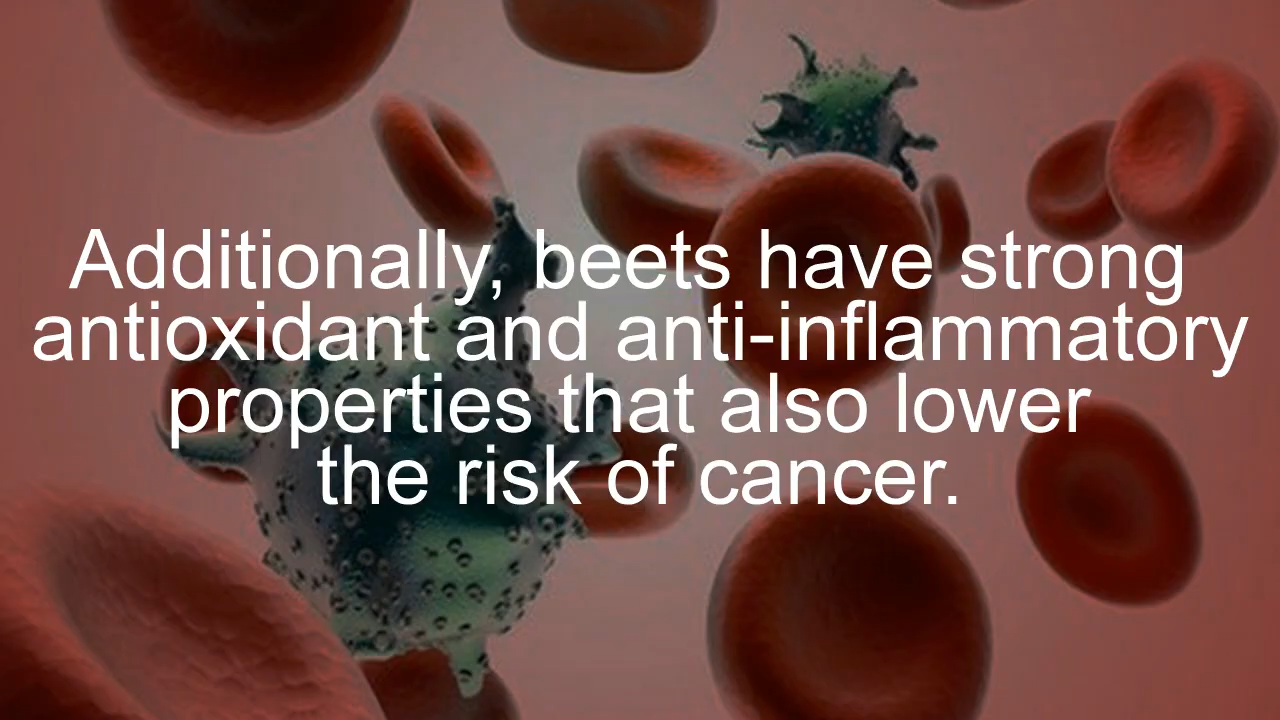 Additionally, beets have strong
antioxidant and anti-inflammatory
properties that also lower
the risk of cancer.